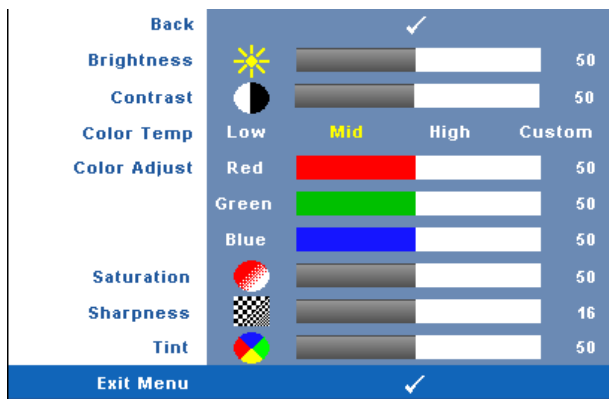 Back
Brightness 50
Contrast 50
Color Temp Low Mid High Custom
Color Adjust Red 50
Green 50
Blue 50
Saturation 50
Sharpness 16
Tint 50
Exit Menu